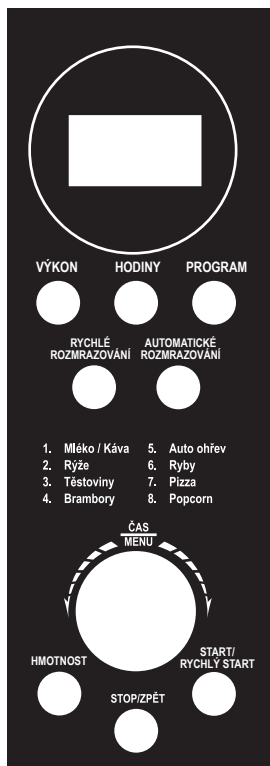 VÝKON HODINY PROGRAM
RYCHLÉ
ROZMRAZOVÁNÍ
AUTOMATICKÉ
ROZMRAZOVÁNÍ
1. Mléko / Káva
2. Rýže
3. Těstoviny
4. Brambory
5. Auto ohřev
6. Ryby
7. Pizza
8. Popcorn
ČAS
MENU
HMOTNOST
START/
RYCHLÝ START
STOP/ZPĚT